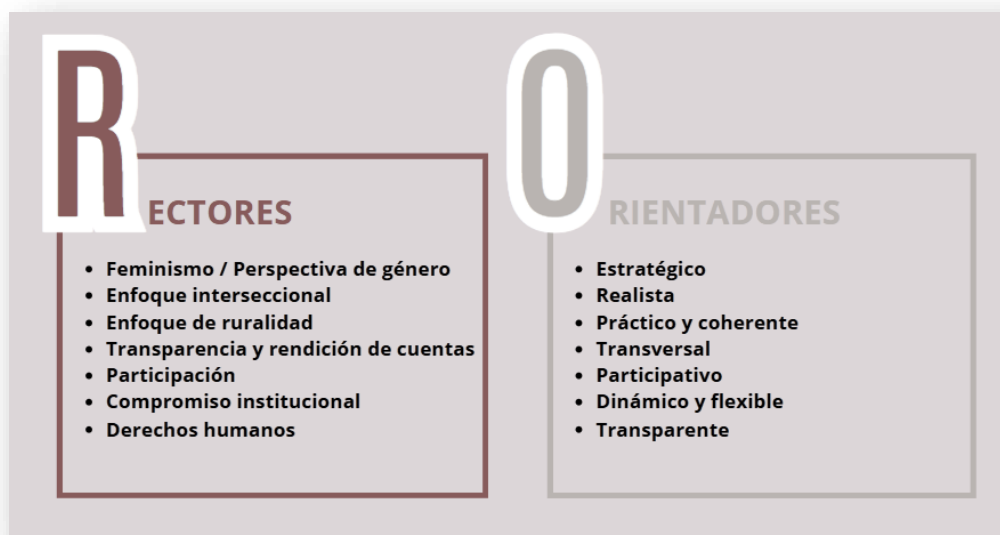 RECTORES
• Feminismo / Perspectiva de género
• Enfoque interseccional
• Enfoque de ruralidad
• Transparencia y rendición de cuentas
• Participación
• Compromiso institucional
• Derechos humanos
ORIENTADORES
• Estratégico
• Realista
• Práctico y coherente
• Transversal
• Participativo
• Dinámico y flexible
• Transparente